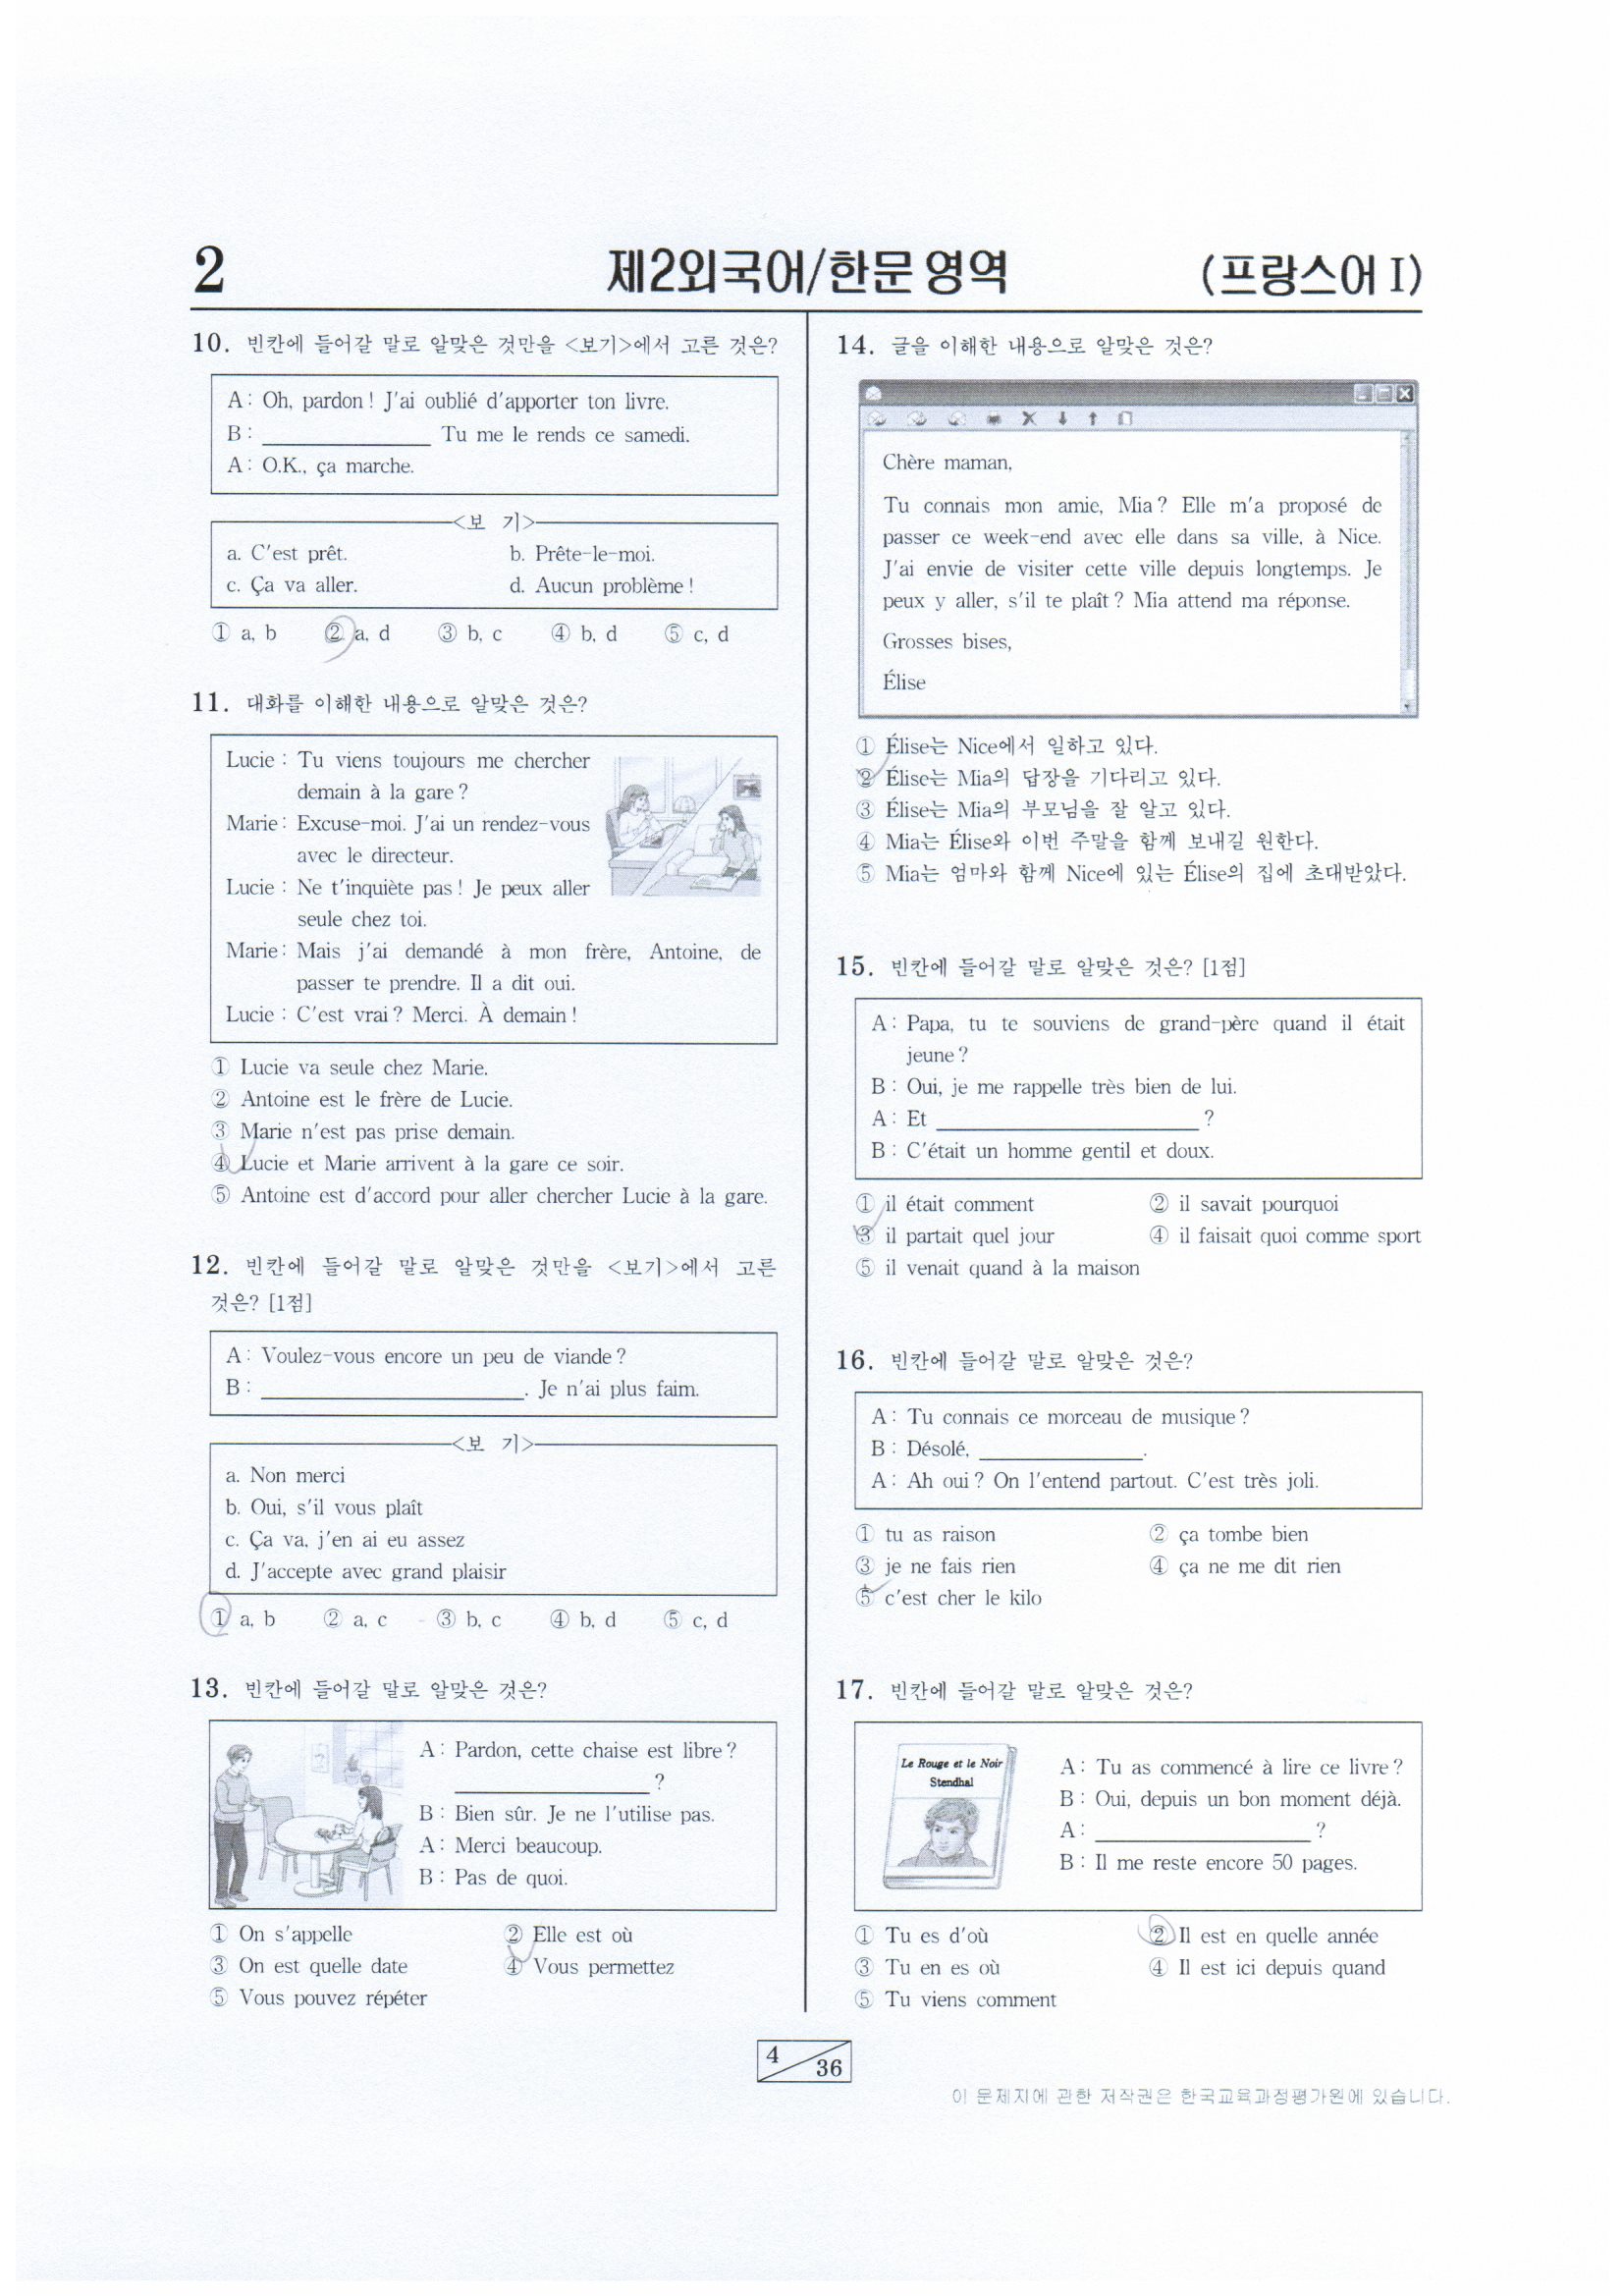 2
제2외국어/한문 영역
(프랑스어 I)
10. 빈칸에 들어갈 말로 알맞은 것만을 <보기>에서 고른 것은?
A : Oh, pardon ! J'ai oublié d'apporter ton livre.
B : ________________ Tu me le rends ce samedi.
A : O.K., ça marche.
<보 기>
a. C'est prêt. b. Prête-le-moi.
c. Ça va aller. d. Aucun problème !
① a, b ② a, d ③ b, c ④ b, d ⑤ c, d
11. 대화를 이해한 내용으로 알맞은 것은?
Lucie : Tu viens toujours me chercher
demain à la gare ?
Marie : Excuse-moi. J'ai un rendez-vous
avec le directeur.
Lucie : Ne t'inquiète pas ! Je peux aller
seule chez toi.
Marie : Mais j'ai demandé à mon frère, Antoine, de
passer te prendre. Il a dit oui.
Lucie : C'est vrai ? Merci. À demain !
① Lucie va seule chez Marie.
② Antoine est le frère de Lucie.
③ Marie n'est pas prise demain.
④ Lucie et Marie arrivent à la gare ce soir.
⑤ Antoine est d'accord pour aller chercher Lucie à la gare.
12. 빈칸에 들어갈 말로 알맞은 것만을 <보기>에서 고른
것은? [1점]
A : Voulez-vous encore un peu de viande ?
B : ________________________. Je n'ai plus faim.
<보 기>
a. Non merci
b. Oui, s'il vous plaît
c. Ça va, j'en ai eu assez
d. J'accepte avec grand plaisir
① a, b ② a, c ③ b, c ④ b, d ⑤ c, d
13. 빈칸에 들어갈 말로 알맞은 것은?
A : Pardon, cette chaise est libre ?
__________________ ?
B : Bien sûr. Je ne l'utilise pas.
A : Merci beaucoup.
B : Pas de quoi.
① On s'appelle ② Elle est où
③ On est quelle date ④ Vous permettez
⑤ Vous pouvez répéter
14. 글을 이해한 내용으로 알맞은 것은?
Chère maman,
Tu connais mon amie, Mia ? Elle m'a proposé de
passer ce week-end avec elle dans sa ville, à Nice.
J'ai envie de visiter cette ville depuis longtemps. Je
peux y aller, s'il te plaît ? Mia attend ma réponse.
Grosses bises,
Élise
① Élise는 Nice에서 일하고 있다.
② Élise는 Mia의 답장을 기다리고 있다.
③ Élise는 Mia의 부모님을 잘 알고 있다.
④ Mia는 Élise와 이번 주말을 함께 보내길 원한다.
⑤ Mia는 엄마와 함께 Nice에 있는 Élise의 집에 초대받았다.
15. 빈칸에 들어갈 말로 알맞은 것은? [1점]
A : Papa, tu te souviens de grand-père quand il était
jeune ?
B : Oui, je me rappelle très bien de lui.
A : Et ________________________ ?
B : C'était un homme gentil et doux.
① il était comment ② il savait pourquoi
③ il partait quel jour ④ il faisait quoi comme sport
⑤ il venait quand à la maison
16. 빈칸에 들어갈 말로 알맞은 것은?
A : Tu connais ce morceau de musique ?
B : Désolé, ________________.
A : Ah oui ? On l'entend partout. C'est très joli.
① tu as raison ② ça tombe bien
③ je ne fais rien ④ ça ne me dit rien
⑤ c'est cher le kilo
17. 빈칸에 들어갈 말로 알맞은 것은?
Le Rouge et le Noir
Stendhal
A : Tu as commencé à lire ce livre ?
B : Oui, depuis un bon moment déjà.
A : ____________________ ?
B : Il me reste encore 50 pages.
① Tu es d'où ② Il est en quelle année
③ Tu en es où ④ Il est ici depuis quand
⑤ Tu viens comment
4
36
이 문제지에 관한 저작권은 한국교육과정평가원에 있습니다.